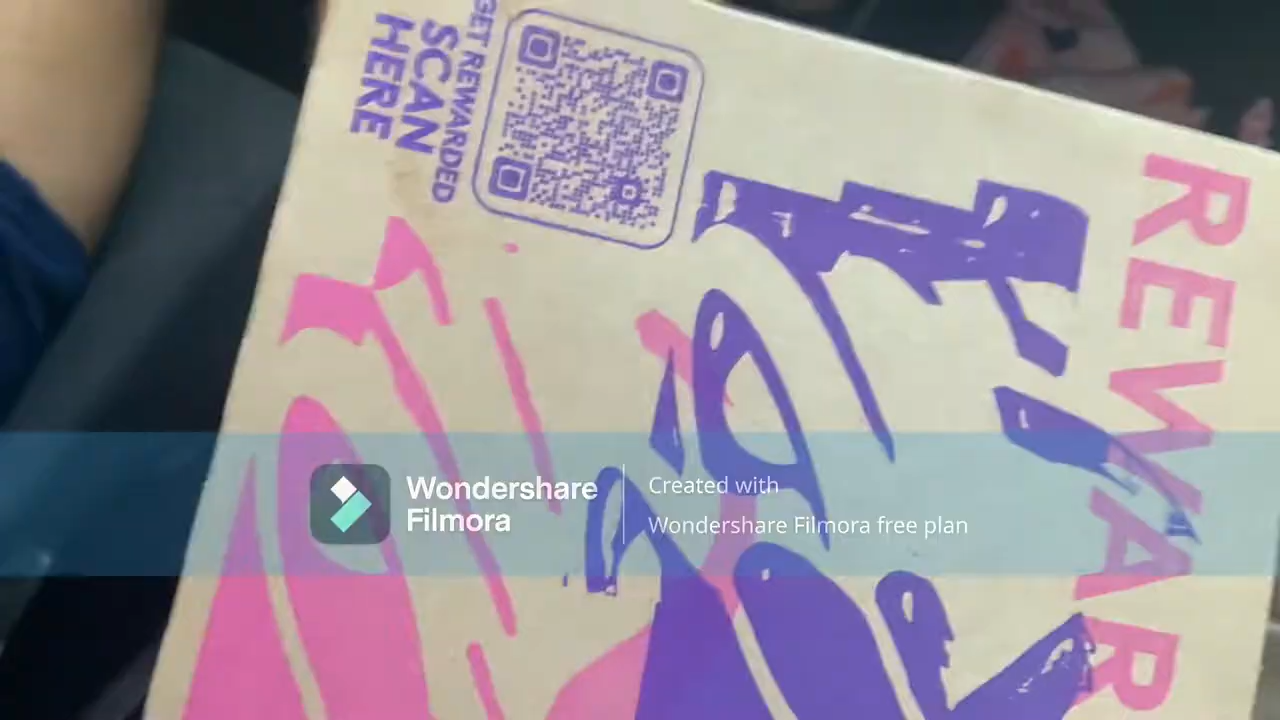 GET REWARDED
SCAN
HERE
REWAR
Wondershare
Filmora
Created with
Wondershare Filmora free plan